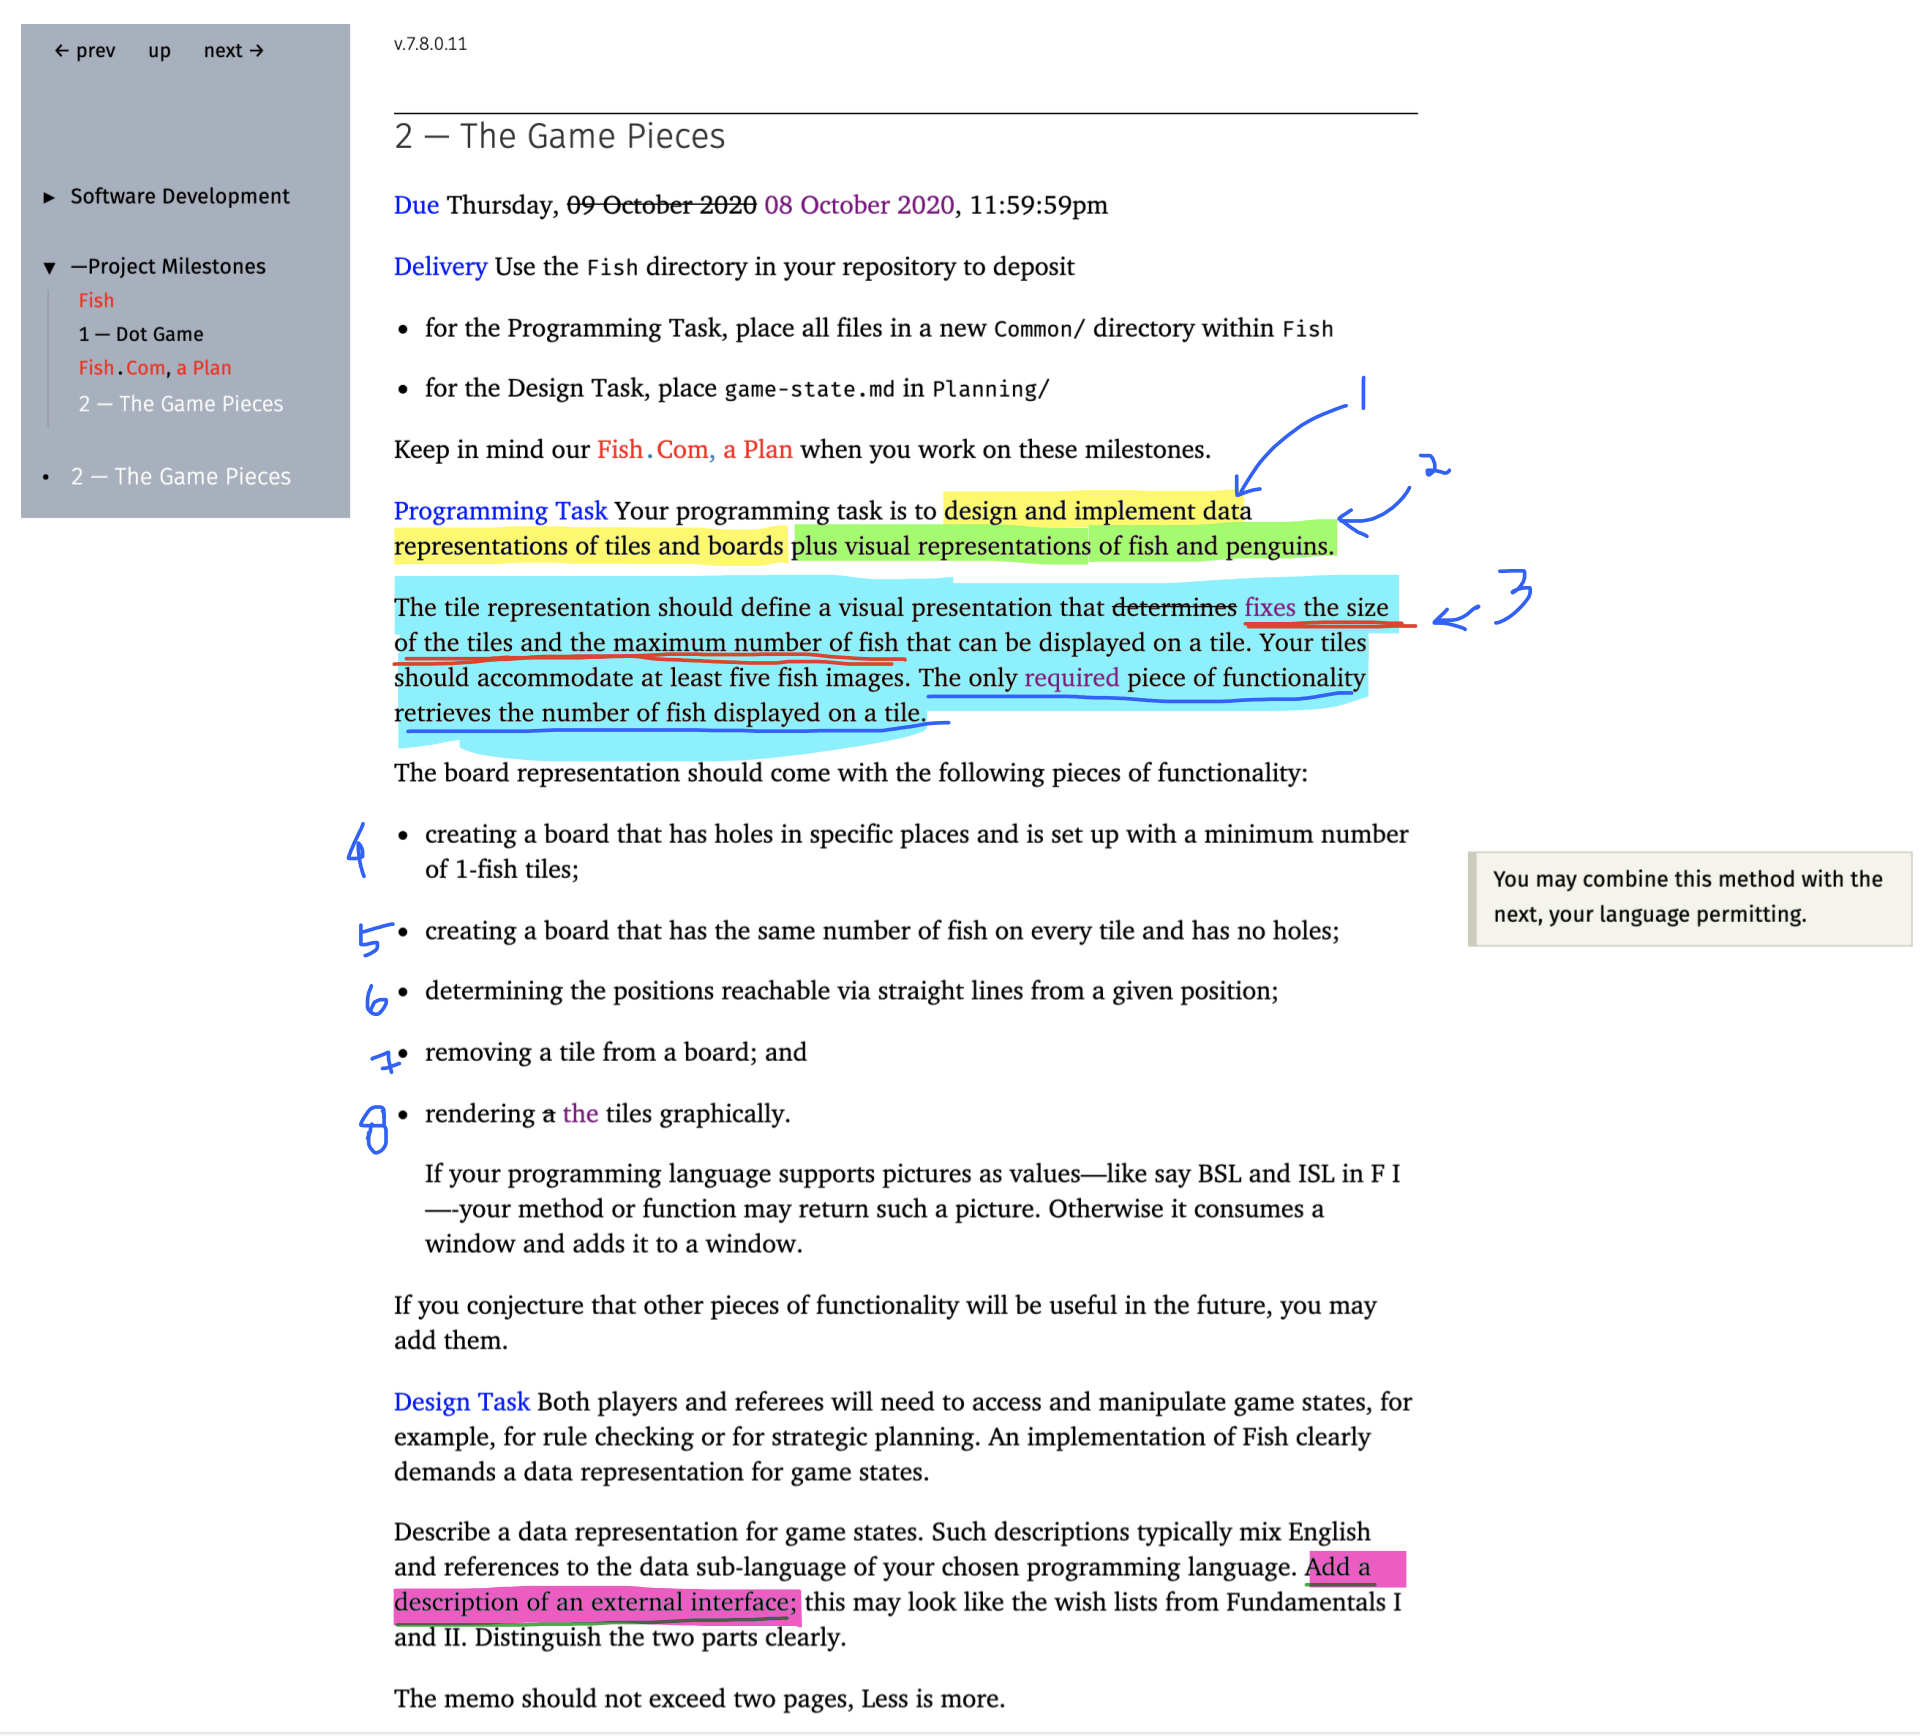 ← prev up next →
► Software Development
▼ —Project Milestones
Fish
1 — Dot Game
Fish.Com, a Plan
2 — The Game Pieces
• 2 — The Game Pieces
v.7.8.0.11
2 — The Game Pieces
Due Thursday, 09 October 2020 08 October 2020, 11:59:59pm
Delivery Use the Fish directory in your repository to deposit
• for the Programming Task, place all files in a new Common/ directory within Fish
• for the Design Task, place game-state.md in Planning/
1
Keep in mind our Fish.Com, a Plan when you work on these milestones.
2
Programming Task Your programming task is to design and implement data
representations of tiles and boards plus visual representations of fish and penguins.
3
The tile representation should define a visual presentation that determines fixes the size
of the tiles and the maximum number of fish that can be displayed on a tile. Your tiles
should accommodate at least five fish images. The only required piece of functionality
retrieves the number of fish displayed on a tile.
The board representation should come with the following pieces of functionality:
4 • creating a board that has holes in specific places and is set up with a minimum number
of 1-fish tiles;
You may combine this method with the
next, your language permitting.
5 • creating a board that has the same number of fish on every tile and has no holes;
6 • determining the positions reachable via straight lines from a given position;
7 • removing a tile from a board; and
8 • rendering a the tiles graphically.
If your programming language supports pictures as values—like say BSL and ISL in F I
—-your method or function may return such a picture. Otherwise it consumes a
window and adds it to a window.
If you conjecture that other pieces of functionality will be useful in the future, you may
add them.
Design Task Both players and referees will need to access and manipulate game states, for
example, for rule checking or for strategic planning. An implementation of Fish clearly
demands a data representation for game states.
Describe a data representation for game states. Such descriptions typically mix English
and references to the data sub-language of your chosen programming language. Add a
description of an external interface; this may look like the wish lists from Fundamentals I
and II. Distinguish the two parts clearly.
The memo should not exceed two pages, Less is more.